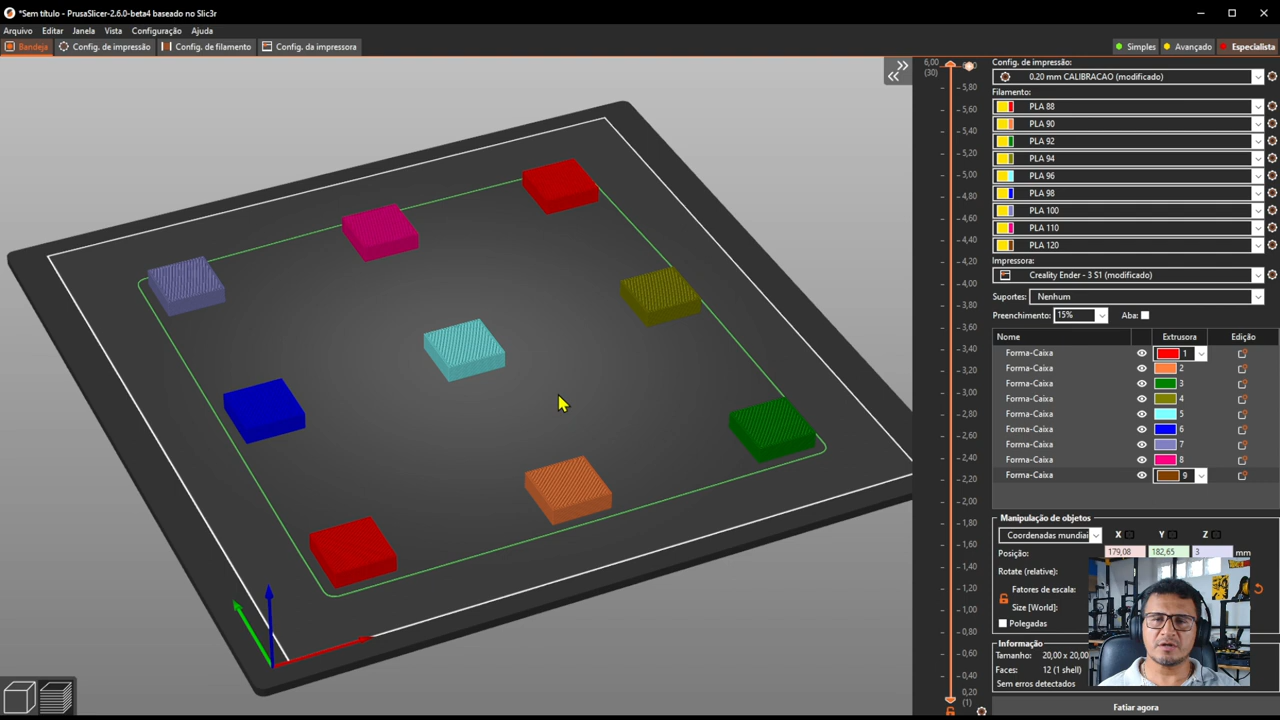 *Sem título - PrusaSlicer-2.6.0-beta4 baseado no Slic3r
Arquivo Editar Janela Vista Configuração Ajuda
Bandeja Config. de impressão Config. de filamento Config. da impressora Simples Avançado Especialista
6,00
(30)
5,80
5,60
5,40
5,20
5,00
4,80
4,60
4,40
4,20
4,00
3,80
3,60
3,40
3,20
3,00
2,80
2,60
2,40
2,20
2,00
1,80
1,60
1,40
1,20
1,00
0,80
0,60
0,40
0,20
(1)
Config. de impressão:
0.20 mm CALIBRACAO (modificado)
Filamento:
PLA 88
PLA 90
PLA 92
PLA 94
PLA 96
PLA 98
PLA 100
PLA 110
PLA 120
Impressora:
Creality Ender - 3 S1 (modificado)
Suportes: Nenhum
Preenchimento: 15% Aba:
Nome Extrusora Edição
Forma-Caixa 1
Forma-Caixa 2
Forma-Caixa 3
Forma-Caixa 4
Forma-Caixa 5
Forma-Caixa 6
Forma-Caixa 7
Forma-Caixa 8
Forma-Caixa 9
Manipulação de objetos
Coordenadas mundiai X Y Z
Posição: 179,08 182,65 3 mm
Rotate (relative):
Fatores de escala:
Size [World]:
Polegadas
Informação
Tamanho: 20,00 x 20,00
Faces: 12 (1 shell)
Sem erros detectados
Fatiar agora